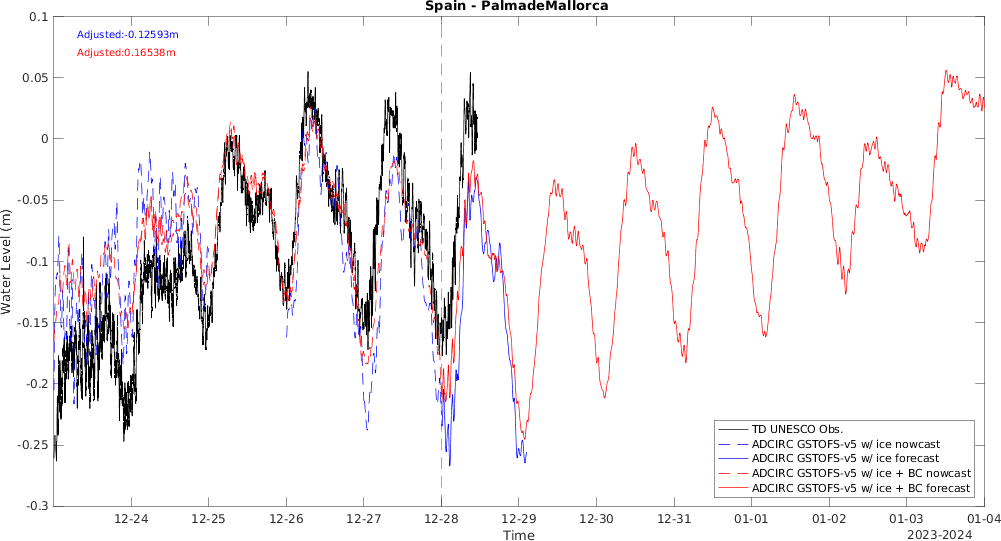 Spain - PalmadeMallorca
0.1
Adjusted:-0.12593m
Adjusted:0.16538m
0.05
0
-0.05
-0.1
-0.15
-0.2
-0.25
-0.3
Water Level (m)
TD UNESCO Obs.
ADCIRC GSTOFS-v5 w/ ice nowcast
ADCIRC GSTOFS-v5 w/ ice forecast
ADCIRC GSTOFS-v5 w/ ice + BC nowcast
ADCIRC GSTOFS-v5 w/ ice + BC forecast
12-24 12-25 12-26 12-27 12-28 12-29 12-30 12-31 01-01 01-02 01-03 01-04
Time
2023-2024